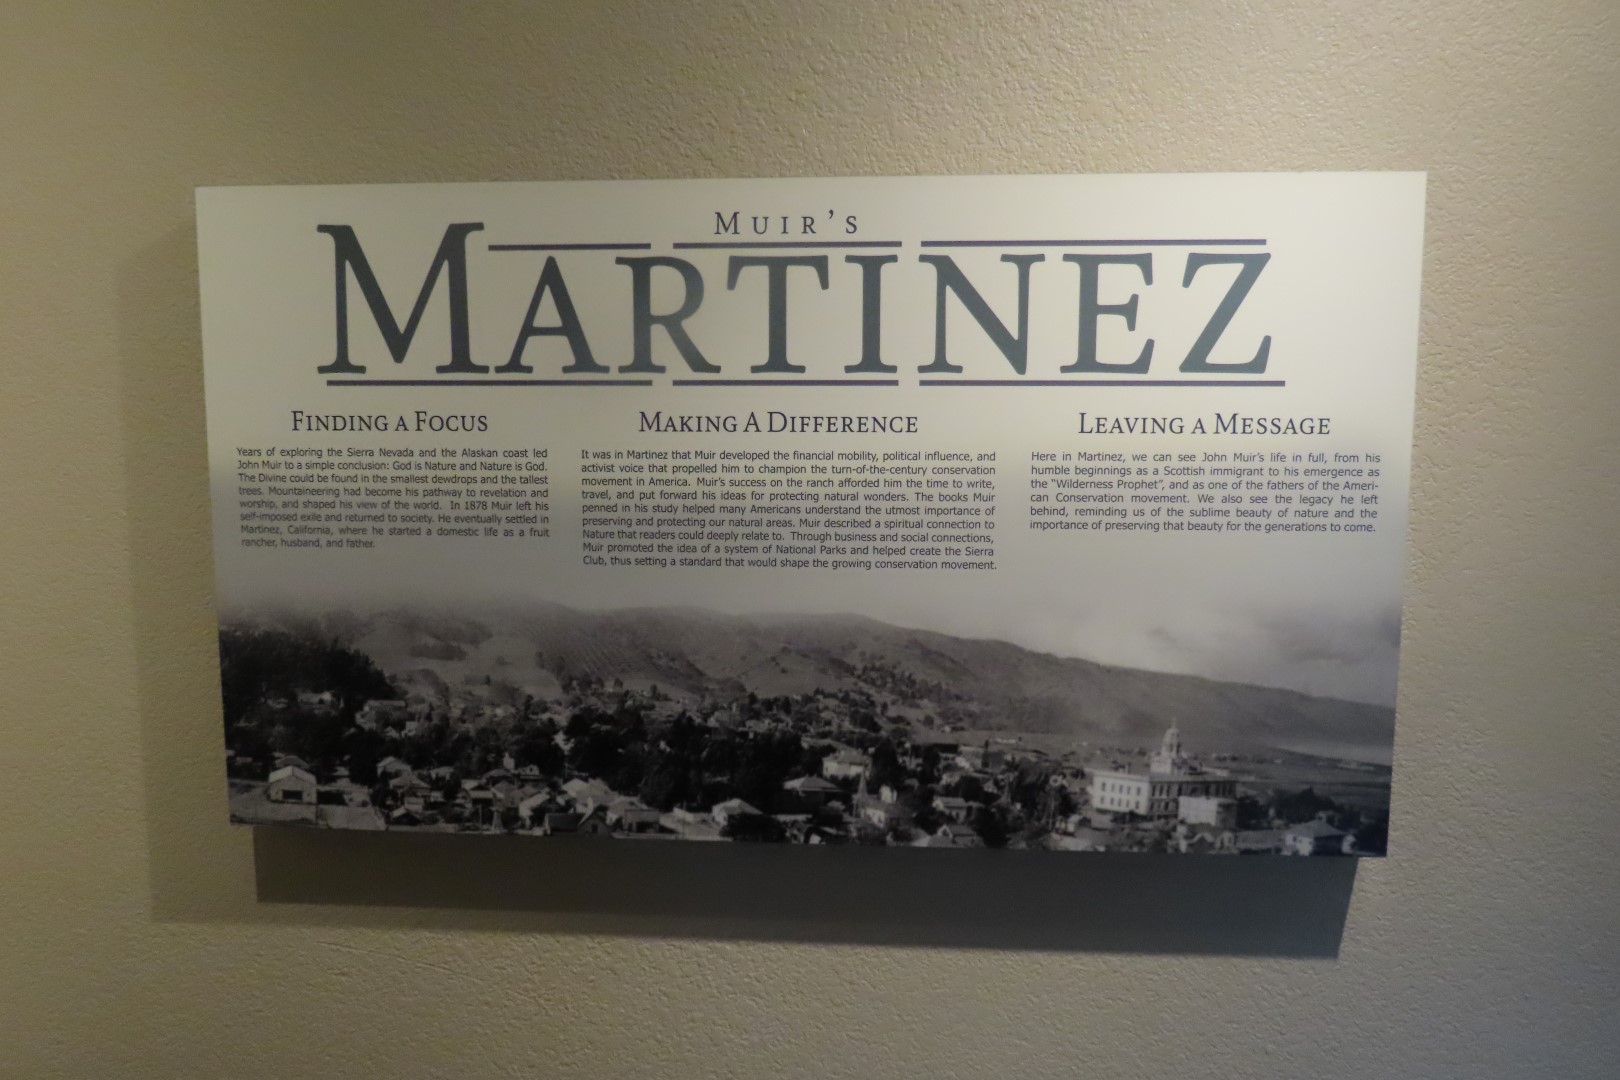 MUIR'S
MARTINEZ
FINDING A FOCUS
Years of exploring the Sierra Nevada and the Alaskan coast led
John Muir to a simple conclusion: God is Nature and Nature is God.
The Divine could be found in the smallest dewdrops and the tallest
trees. Mountaineering had become his pathway to revelation and
worship, and shaped his view of the world. In 1878 Muir left his
self-imposed exile and returned to society. He eventually settled in
Martinez, California, where he started a domestic life as a fruit
rancher, husband, and father.
MAKING A DIFFERENCE
It was in Martinez that Muir developed the financial mobility, political influence, and
activist voice that propelled him to champion the turn-of-the-century conservation
movement in America. Muir's success on the ranch afforded him the time to write,
travel, and put forward his ideas for protecting natural wonders. The books Muir
penned in his study helped many Americans understand the utmost importance of
preserving and protecting our natural areas. Muir described a spiritual connection to
Nature that readers could deeply relate to. Through business and social connections,
Muir promoted the idea of a system of National Parks and helped create the Sierra
Club, thus setting a standard that would shape the growing conservation movement.
LEAVING A MESSAGE
Here in Martinez, we can see John Muir's life in full, from his
humble beginnings as a Scottish immigrant to his emergence as
the "Wilderness Prophet", and as one of the fathers of the Ameri-
can Conservation movement. We also see the legacy he left
behind, reminding us of the sublime beauty of nature and the
importance of preserving that beauty for the generations to come.